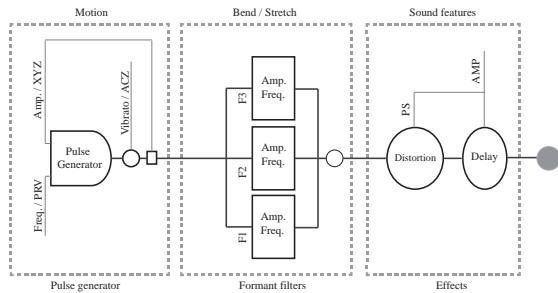 Motion
Bend / Stretch
Sound features
Amp. / XYZ
Vibrato / ACZ
Pulse
Generator
Freq. / PRV
F3
Amp.
Freq.
F2
Amp.
Freq.
F1
Amp.
Freq.
PS
AMP
Distortion
Delay
Pulse generator
Formant filters
Effects